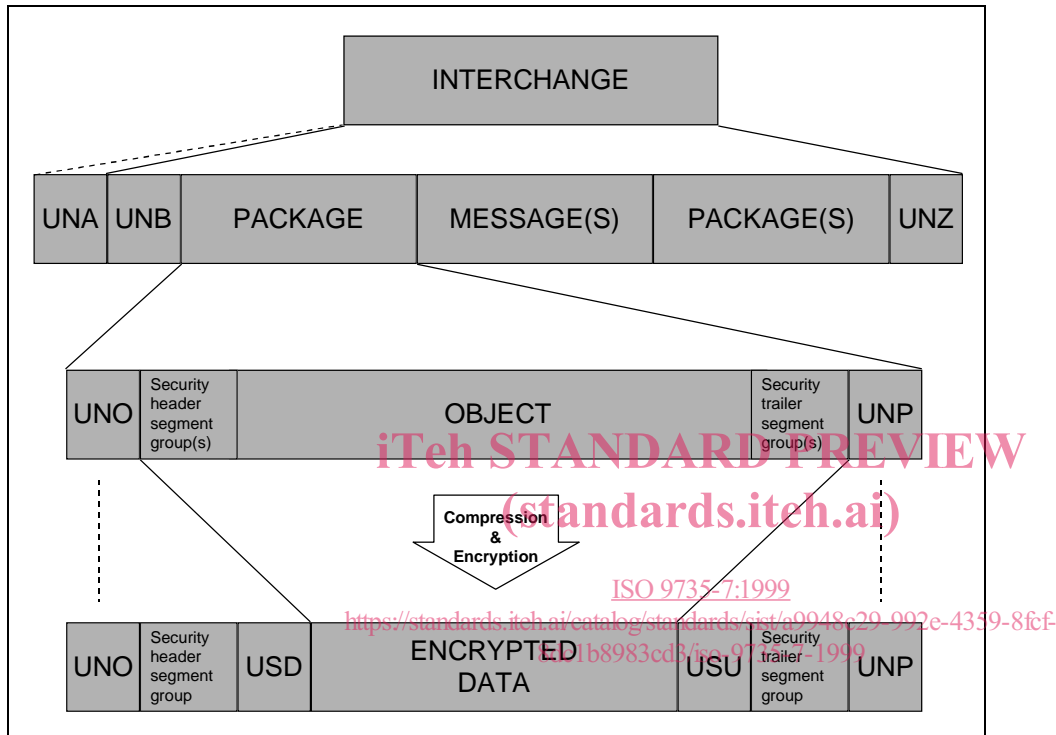 INTERCHANGE
UNA UNB PACKAGE MESSAGE(S) PACKAGE(S) UNZ
UNO
Security
header
segment
group(s)
OBJECT
Security
trailer
segment
group(s)
UNP
iTeh STANDARD PREVIEW
(standards.iteh.ai)
Compression
&
Encryption
ISO 9735-7:1999
https://standards.iteh.ai/catalog/standards/sist/a9948c29-992e-4359-8fcf-
8dc1b8983cd3/iso-9735-7-1999
UNO
Security
header
segment
group
USD
ENCRYPTED
DATA
USU
Security
trailer
segment
group
UNP